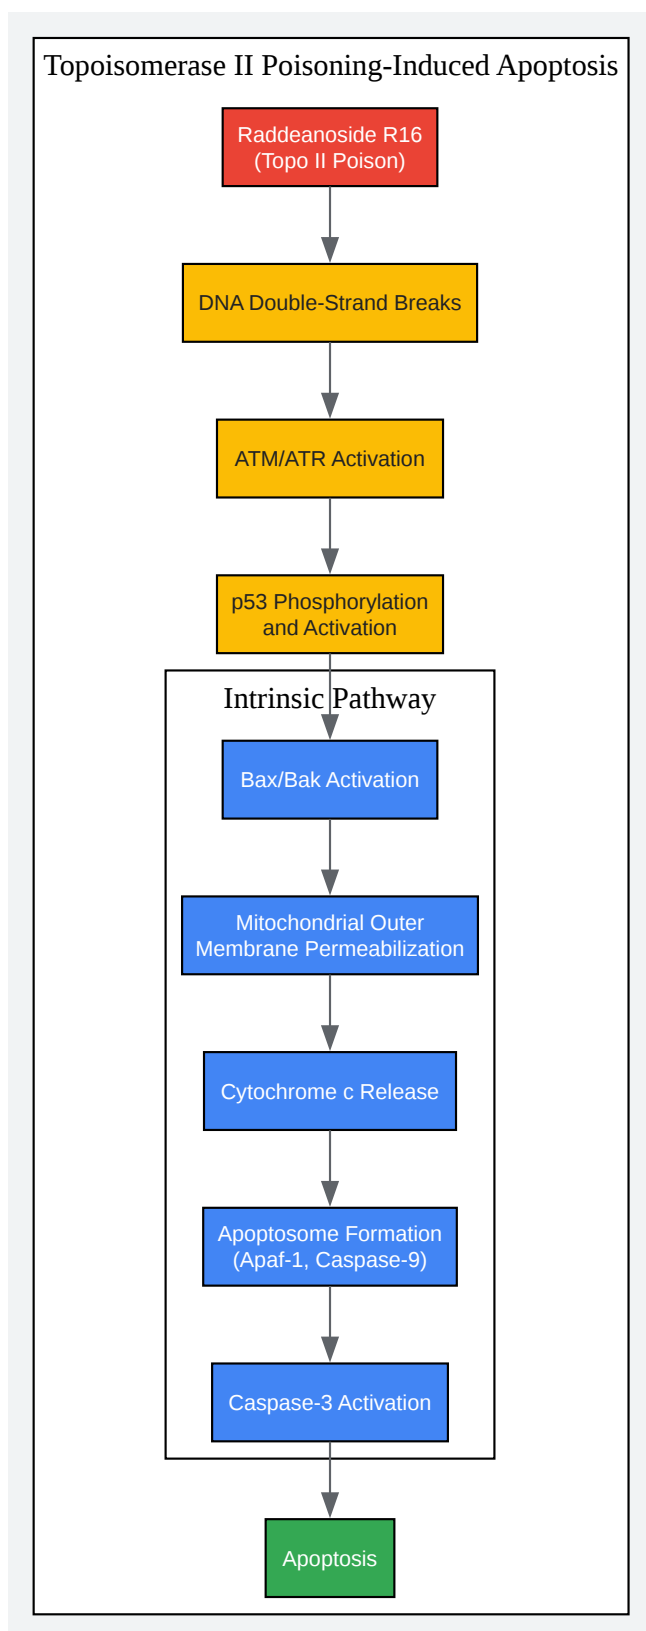 Topoisomerase II Poisoning-Induced Apoptosis
Raddeanoside R16
(Topo II Poison)
DNA Double-Strand Breaks
ATM/ATR Activation
p53 Phosphorylation
and Activation
Intrinsic Pathway
Bax/Bak Activation
Mitochondrial Outer
Membrane Permeabilization
Cytochrome c Release
Apoptosome Formation
(Apaf-1, Caspase-9)
Caspase-3 Activation
Apoptosis